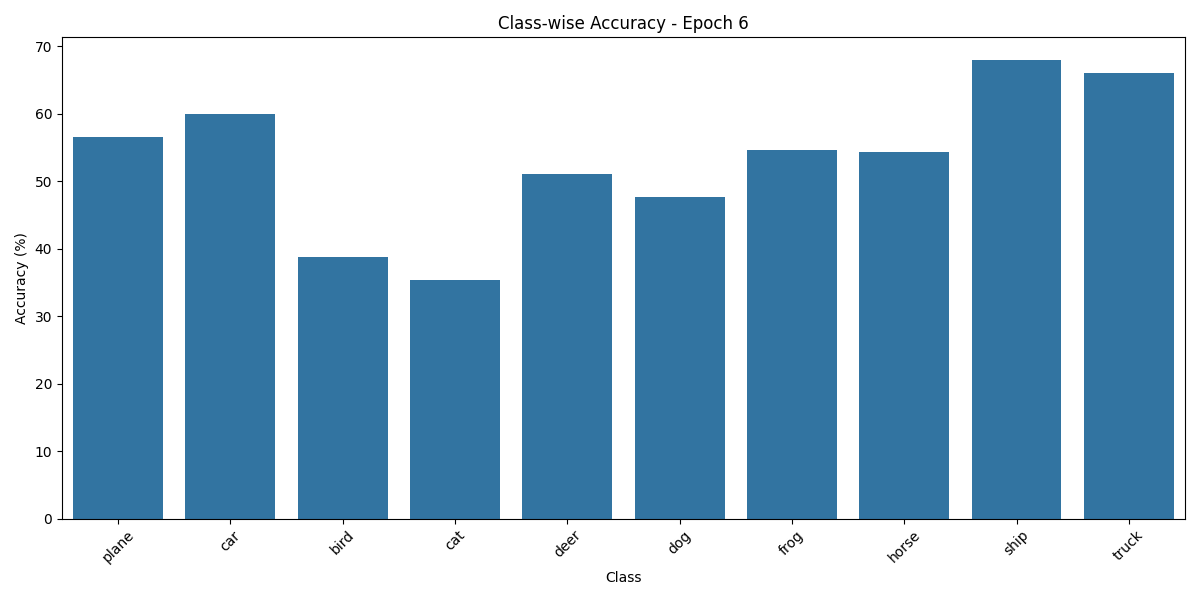 Class-wise Accuracy - Epoch 6
Accuracy (%)
70
60
50
40
30
20
10
0
plane
car
bird
cat
deer
dog
frog
horse
ship
truck
Class